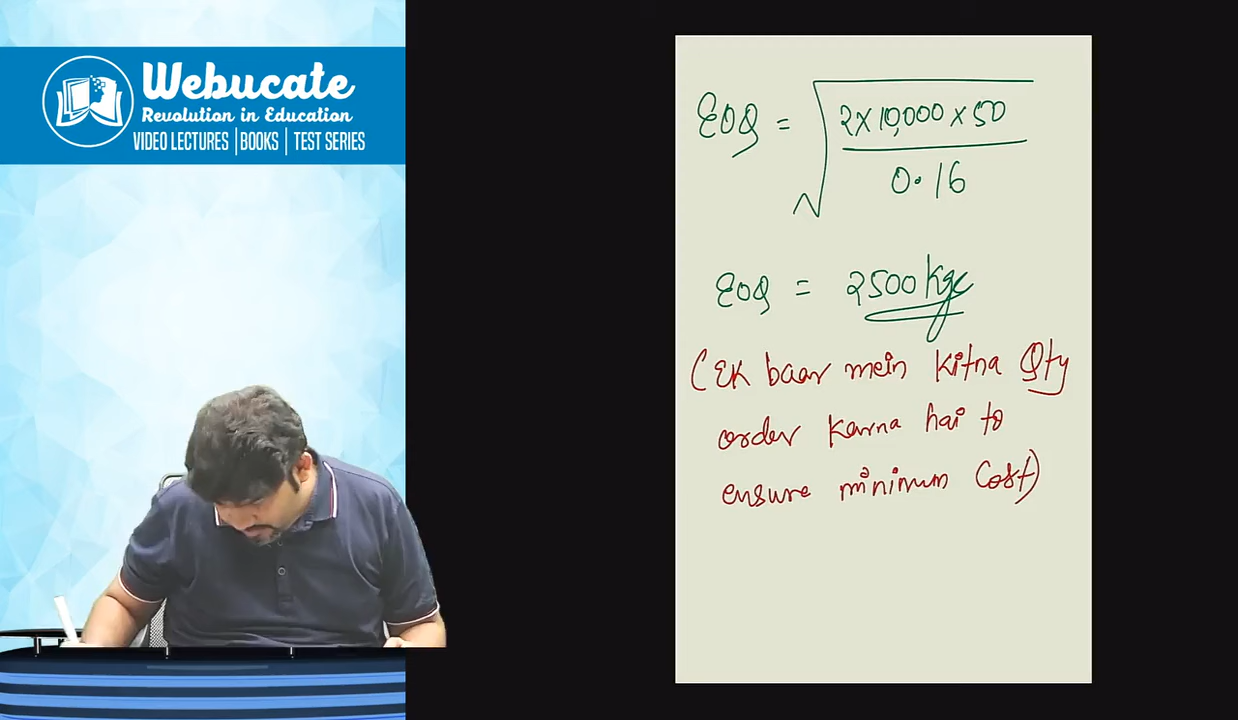 Webucate
Revolution in Education
VIDEO LECTURES | BOOKS | TEST SERIES
EOQ = √(2 x 10,000 x 50 / 0.16)
EOQ = 2500 kgs
(EK baar mein kitna Qty
order karna hai to
ensure minimum Cost)